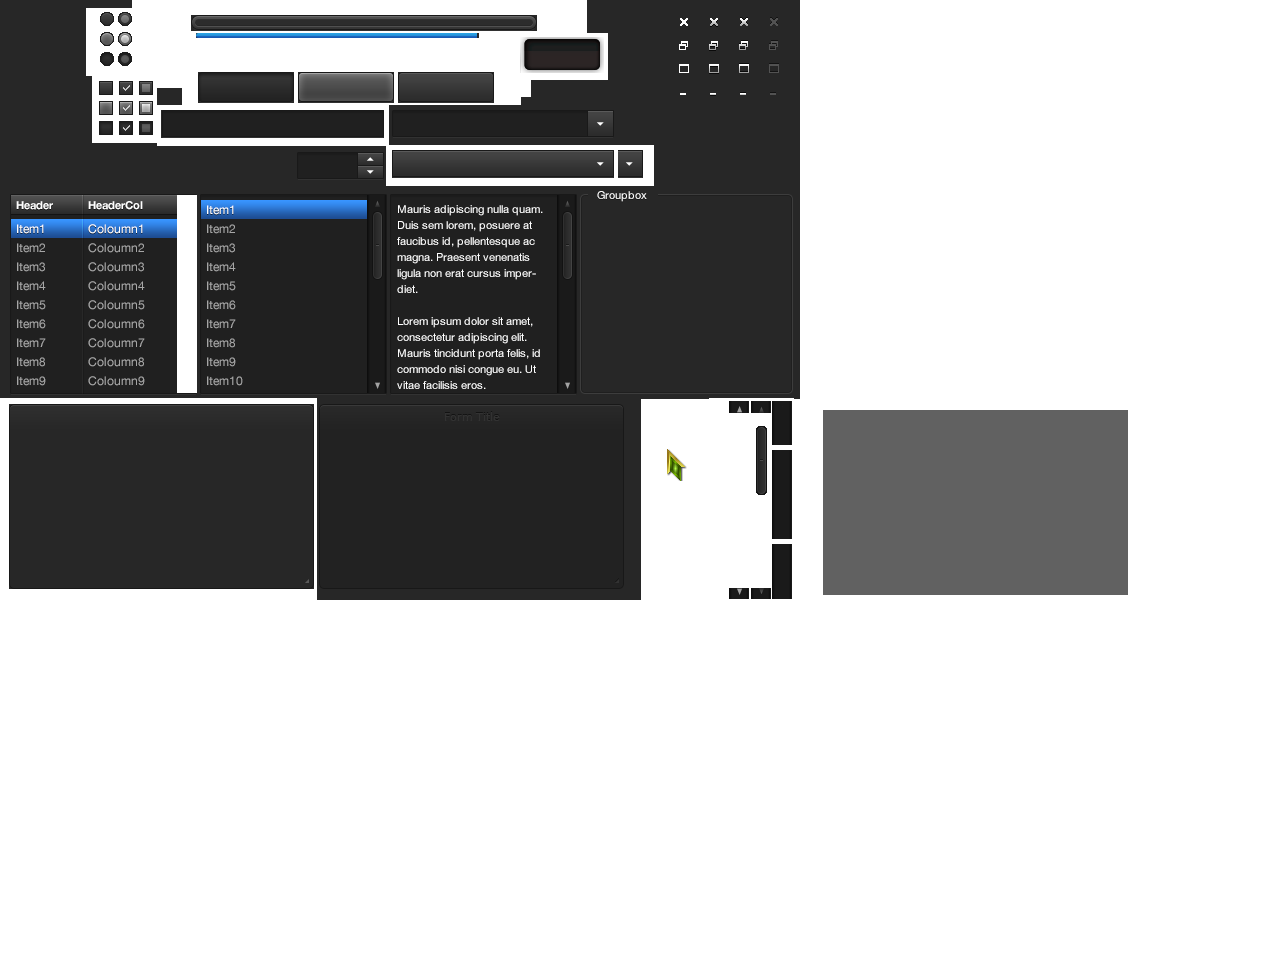 Header HeaderCol
Item1 Coloumn1
Item2 Coloumn2
Item3 Coloumn3
Item4 Coloumn4
Item5 Coloumn5
Item6 Coloumn6
Item7 Coloumn7
Item8 Coloumn8
Item9 Coloumn9
Item1
Item2
Item3
Item4
Item5
Item6
Item7
Item8
Item9
Item10
Mauris adipiscing nulla quam.
Duis sem lorem, posuere at
faucibus id, pellentesque ac
magna. Praesent venenatis
ligula non erat cursus imper-
diet.
Lorem ipsum dolor sit amet,
consectetur adipiscing elit.
Mauris tincidunt porta felis, id
commodo nisi congue eu. Ut
vitae facilisis eros.
Groupbox
Form Title